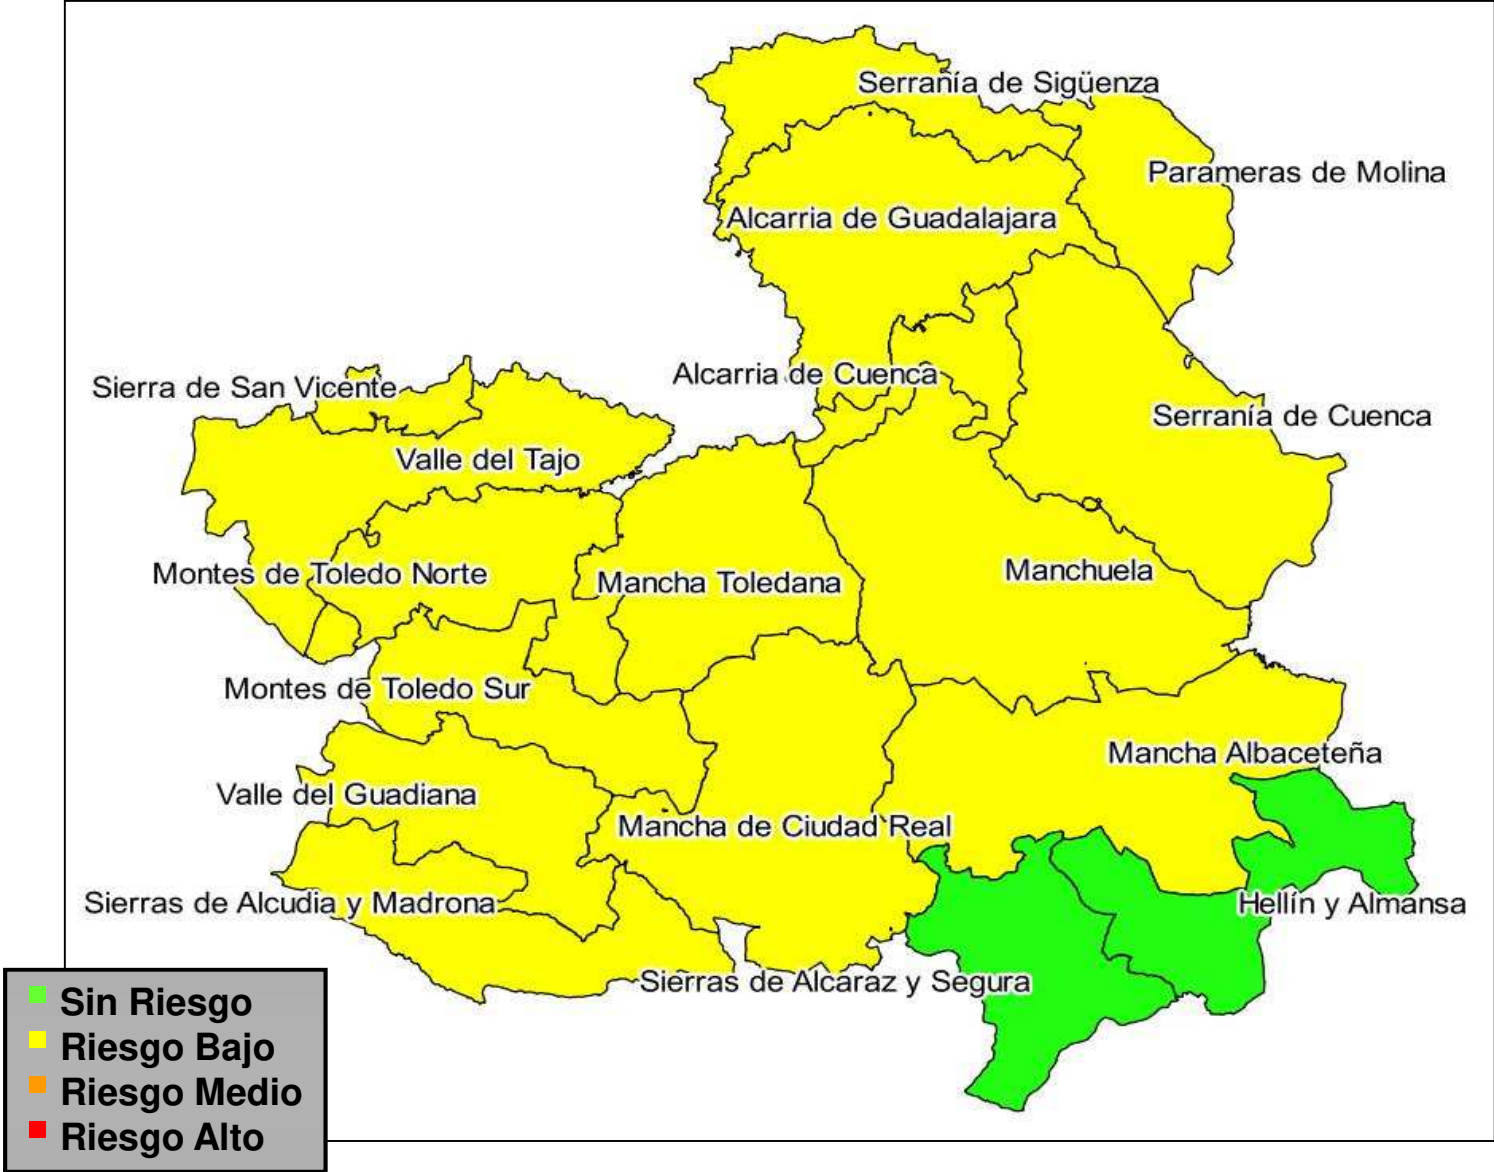 Serranía de Sigüenza
Parameras de Molina
Alcarria de Guadalajara
Alcarria de Cuenca
Sierra de San Vicente
Serranía de Cuenca
Valle del Tajo
Montes de Toledo Norte
Mancha Toledana
Manchuela
Montes de Toledo Sur
Mancha Albaceteña
Valle del Guadiana
Mancha de Ciudad Real
Sierras de Alcudia y Madrona
Hellín y Almansa
Sierras de Alcaraz y Segura
Sin Riesgo
Riesgo Bajo
Riesgo Medio
Riesgo Alto